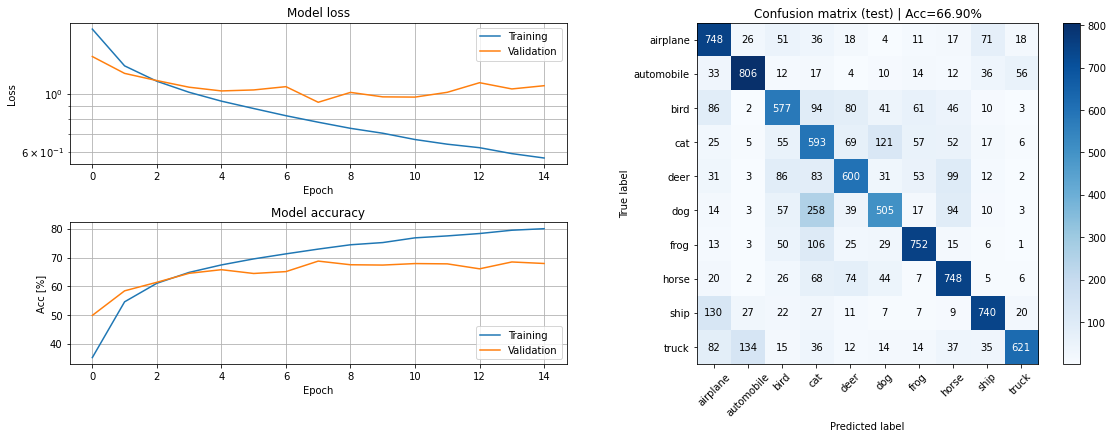 Model loss
Loss
10⁰
6 × 10⁻¹
Training
Validation
0 2 4 6 8 10 12 14
Epoch
Model accuracy
Acc [%]
80
70
60
50
40
Training
Validation
0 2 4 6 8 10 12 14
Epoch
Confusion matrix (test) | Acc=66.90%
True label
airplane 748 26 51 36 18 4 11 17 71 18
automobile 33 806 12 17 4 10 14 12 36 56
bird 86 2 577 94 80 41 61 46 10 3
cat 25 5 55 593 69 121 57 52 17 6
deer 31 3 86 83 600 31 53 99 12 2
dog 14 3 57 258 39 505 17 94 10 3
frog 13 3 50 106 25 29 752 15 6 1
horse 20 2 26 68 74 44 7 748 5 6
ship 130 27 22 27 11 7 7 9 740 20
truck 82 134 15 36 12 14 14 37 35 621
airplane automobile bird cat deer dog frog horse ship truck
Predicted label
800
700
600
500
400
300
200
100